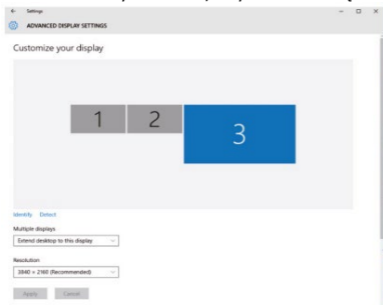 Settings
ADVANCED DISPLAY SETTINGS
Customize your display
1 2 3
Identify Detect
Multiple displays
Extend desktop to this display
Resolution
3840 × 2160 (Recommended)
Apply Cancel